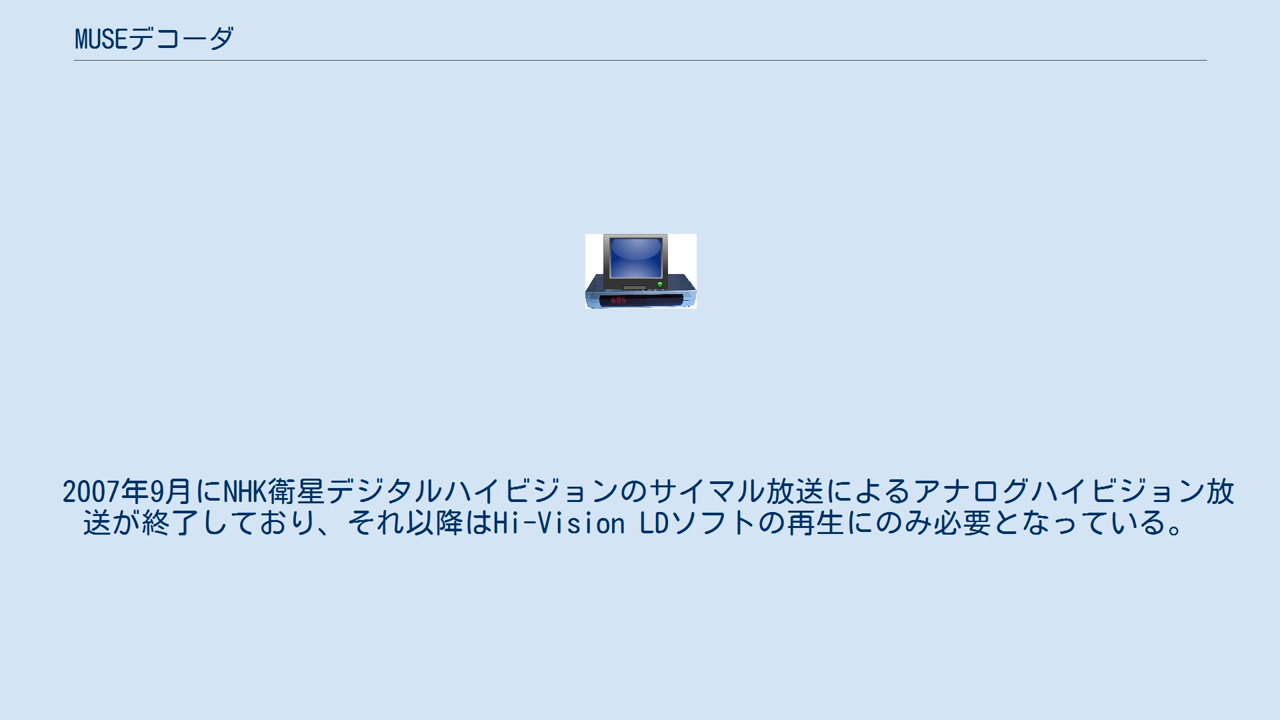 MUSEデコーダ
2007年9月にNHK衛星デジタルハイビジョンのサイマル放送によるアナログハイビジョン放
送が終了しており、それ以降はHi-Vision LDソフトの再生にのみ必要となっている。